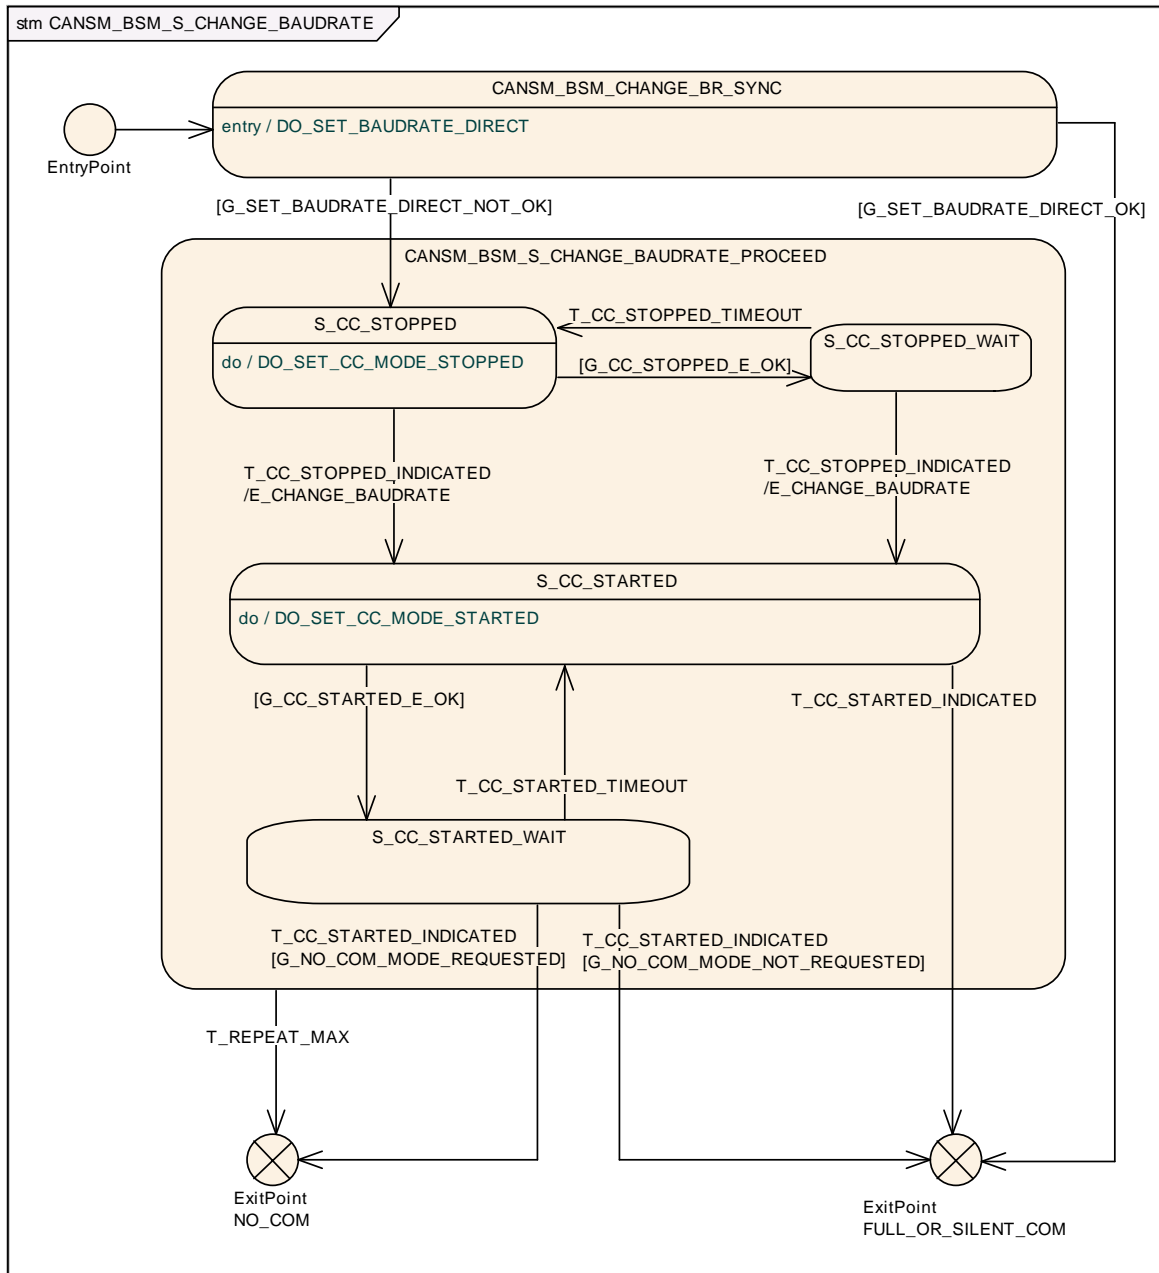 stm CANSM_BSM_S_CHANGE_BAUDRATE
CANSM_BSM_CHANGE_BR_SYNC
entry / DO_SET_BAUDRATE_DIRECT
EntryPoint
[G_SET_BAUDRATE_DIRECT_NOT_OK]
[G_SET_BAUDRATE_DIRECT_OK]
CANSM_BSM_S_CHANGE_BAUDRATE_PROCEED
S_CC_STOPPED
do / DO_SET_CC_MODE_STOPPED
T_CC_STOPPED_TIMEOUT
[G_CC_STOPPED_E_OK]
S_CC_STOPPED_WAIT
T_CC_STOPPED_INDICATED
/E_CHANGE_BAUDRATE
T_CC_STOPPED_INDICATED
/E_CHANGE_BAUDRATE
S_CC_STARTED
do / DO_SET_CC_MODE_STARTED
[G_CC_STARTED_E_OK]
T_CC_STARTED_INDICATED
T_CC_STARTED_TIMEOUT
S_CC_STARTED_WAIT
T_CC_STARTED_INDICATED
[G_NO_COM_MODE_REQUESTED]
T_CC_STARTED_INDICATED
[G_NO_COM_MODE_NOT_REQUESTED]
T_REPEAT_MAX
ExitPoint
NO_COM
ExitPoint
FULL_OR_SILENT_COM